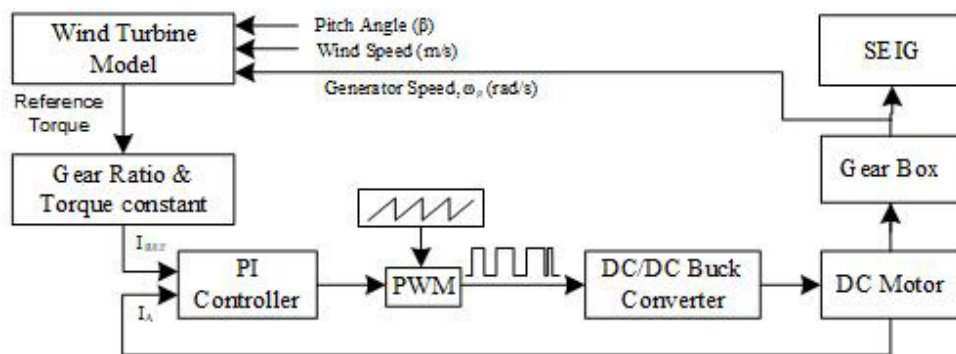 Wind Turbine
Model
Pitch Angle (β)
Wind Speed (m/s)
Generator Speed, ωg (rad/s)
SEIG
Reference
Torque
Gear Ratio &
Torque constant
Gear Box
IREF
PI
Controller
PWM
DC/DC Buck
Converter
DC Motor
IA